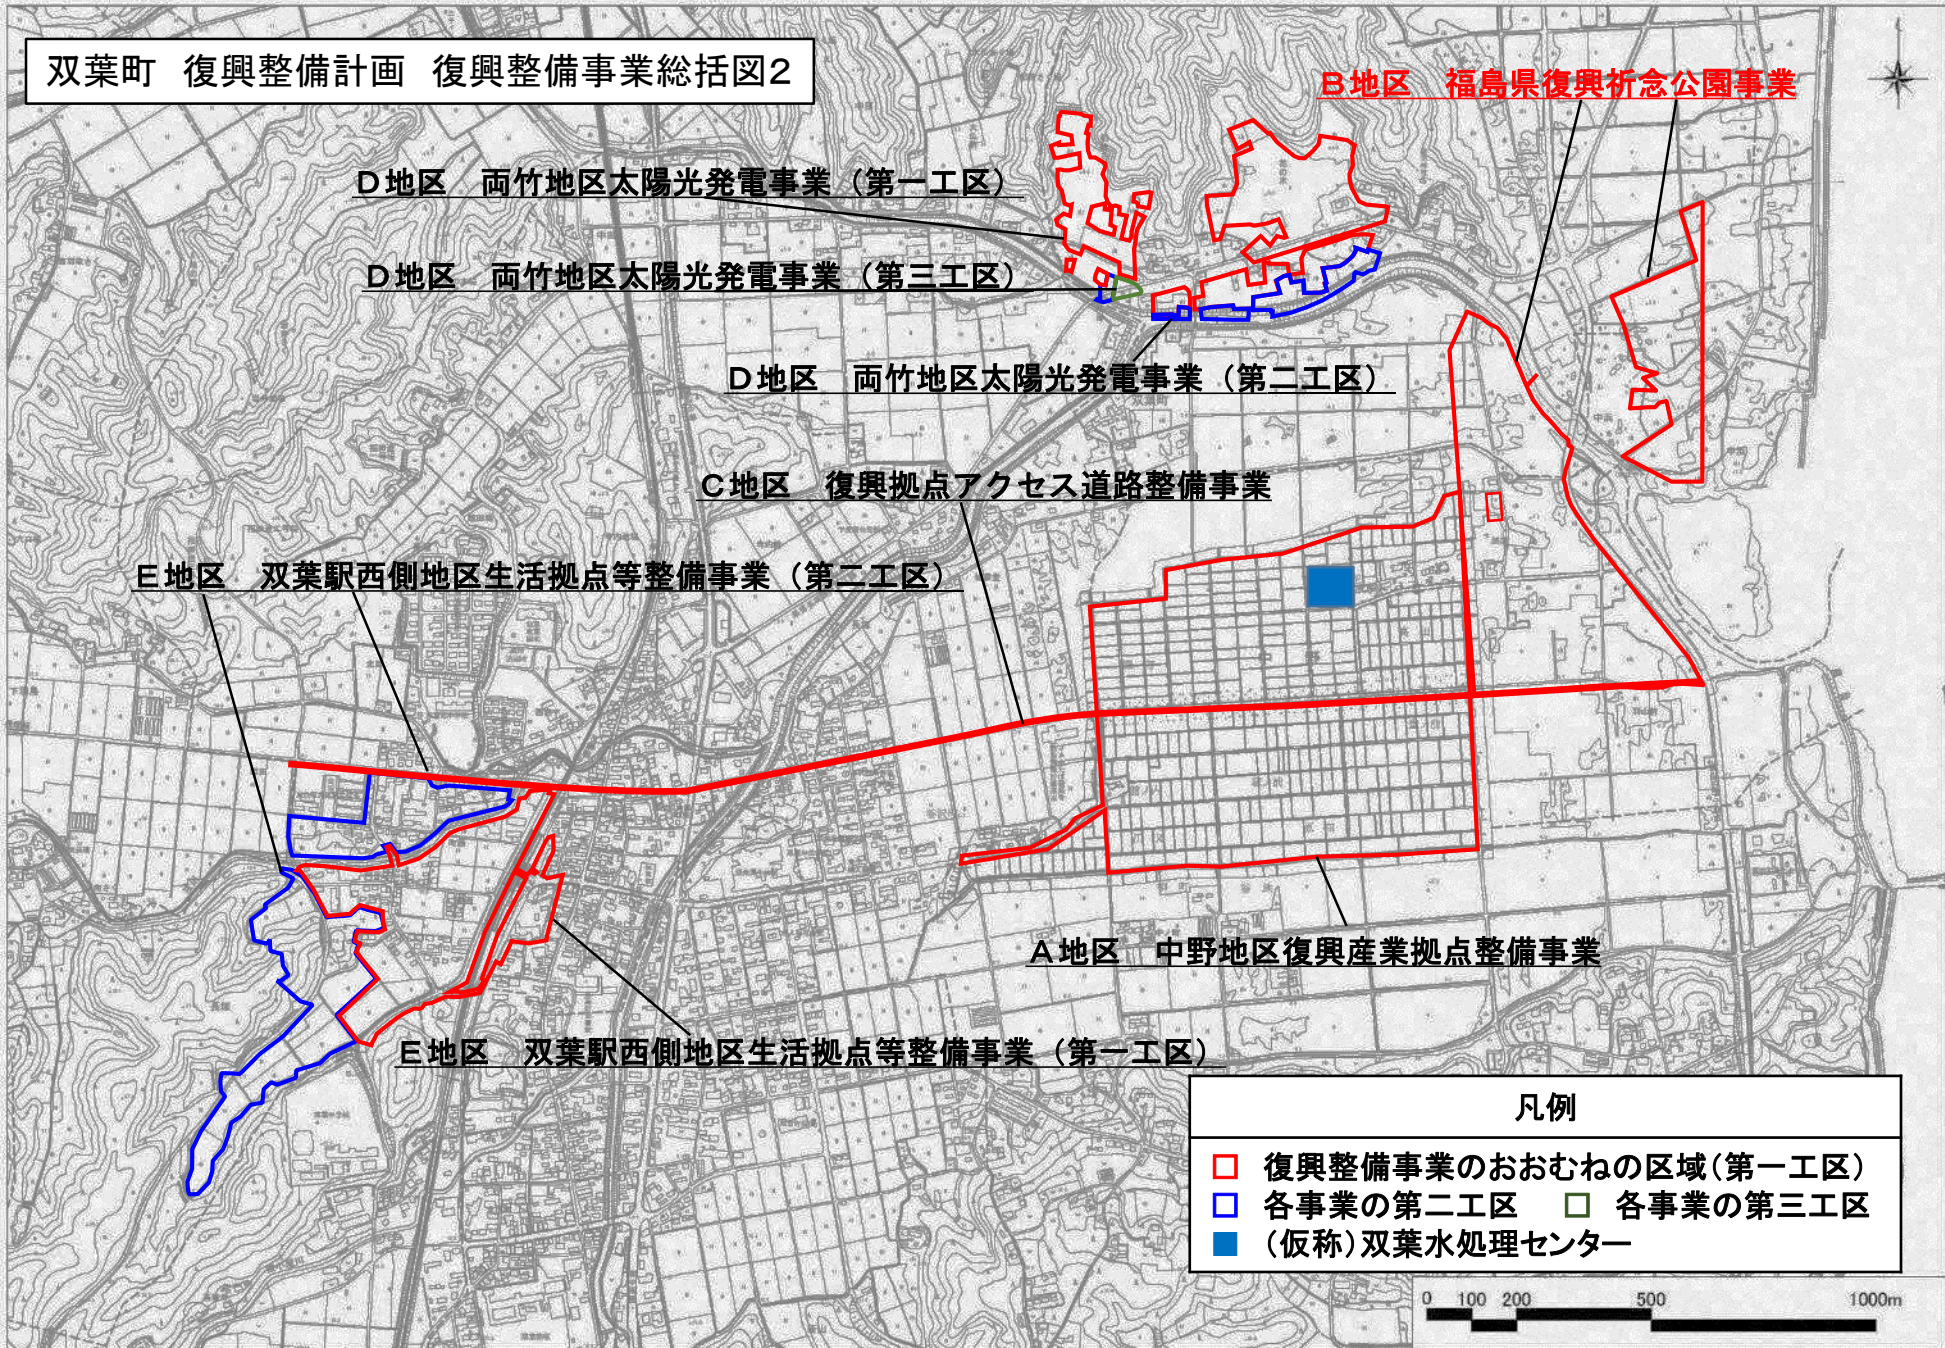 双葉町 復興整備計画 復興整備事業総括図2
B地区 福島県復興祈念公園事業
D地区 両竹地区太陽光発電事業（第一工区）
D地区 両竹地区太陽光発電事業（第三工区）
D地区 両竹地区太陽光発電事業（第二工区）
C地区 復興拠点アクセス道路整備事業
E地区 双葉駅西側地区生活拠点等整備事業（第二工区）
A地区 中野地区復興産業拠点整備事業
E地区 双葉駅西側地区生活拠点等整備事業（第一工区）
凡例
復興整備事業のおおむねの区域（第一工区）
各事業の第二工区 各事業の第三工区
（仮称）双葉水処理センター
0 100 200 500 1000m